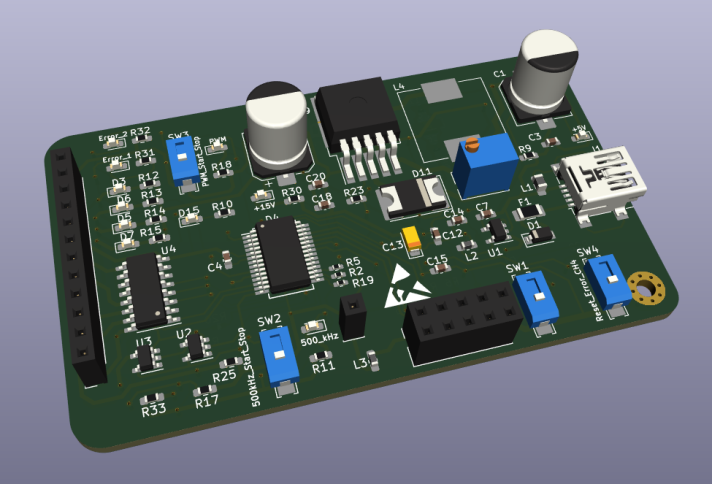 Error_2 R32
Error_1 R31
SW3
PWM
PWM_Start_Stop
R18
D3 R12
D6 R13
D5 R14
D7 R15
D15 R10
+15V
R30
C20
C18
R23
L4
C1
C3
+5V
R9
D11
L1
F1
D1
C14
C7
U1
C12
L2
C13
C15
U4
C4
R5
R2
R19
SW1
SW4
Reset_Error_CH4
SW2
500_kHz
500kHz_Start_Stop
R11
L3
U3
U2
R25
R17
R33